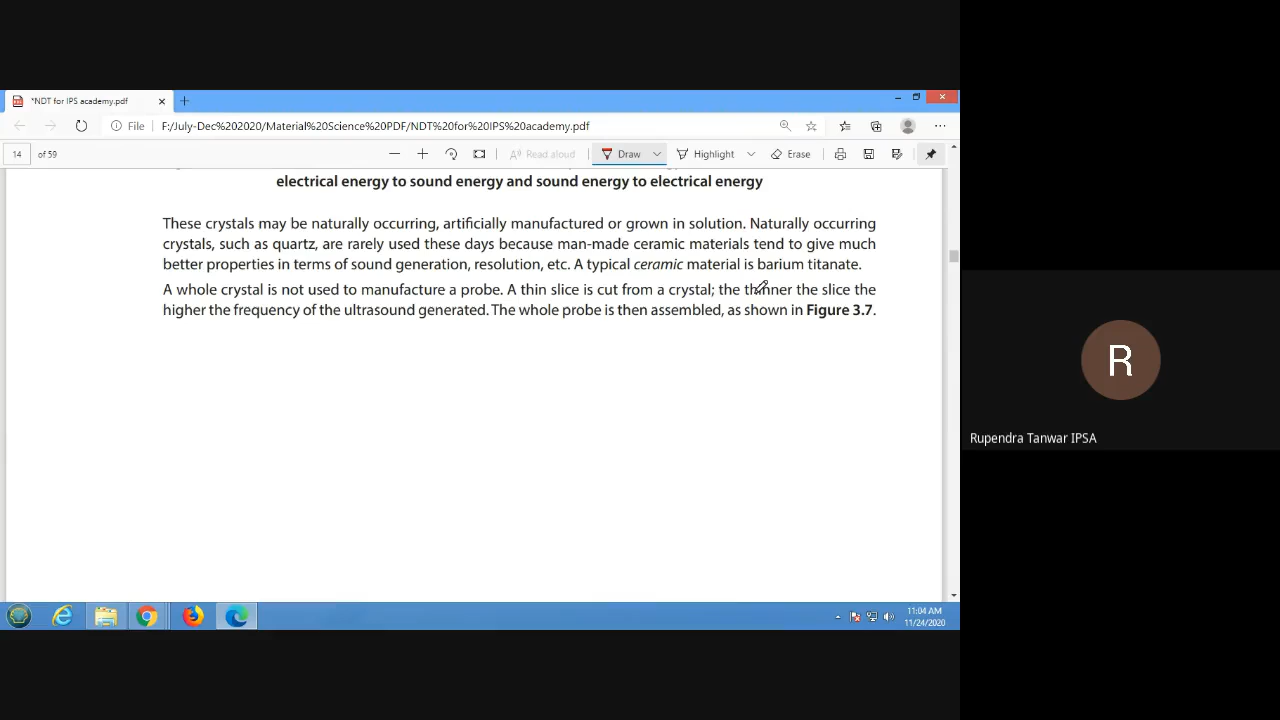 *NDT for IPS academy.pdf
File F:/July-Dec%202020/Material%20Science%20PDF/NDT%20for%20IPS%20academy.pdf
14 of 59 Read aloud Draw Highlight Erase
electrical energy to sound energy and sound energy to electrical energy
These crystals may be naturally occurring, artificially manufactured or grown in solution. Naturally occurring
crystals, such as quartz, are rarely used these days because man-made ceramic materials tend to give much
better properties in terms of sound generation, resolution, etc. A typical ceramic material is barium titanate.
A whole crystal is not used to manufacture a probe. A thin slice is cut from a crystal; the thinner the slice the
higher the frequency of the ultrasound generated. The whole probe is then assembled, as shown in Figure 3.7.
R
Rupendra Tanwar IPSA
11:04 AM
11/24/2020